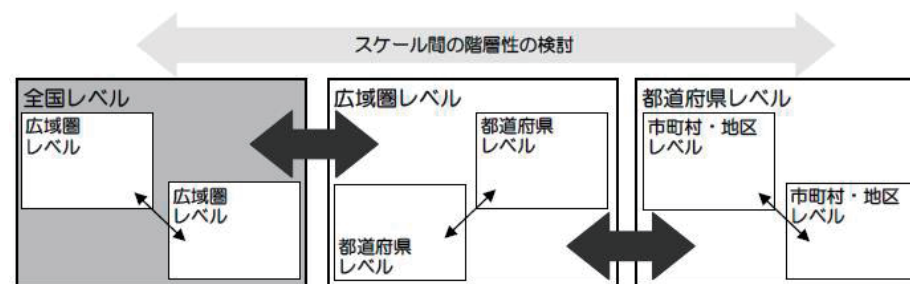 スケール間の階層性の検討
全国レベル
広域圏
レベル
広域圏
レベル
広域圏レベル
都道府県
レベル
都道府県
レベル
都道府県レベル
市町村・地区
レベル
市町村・地区
レベル